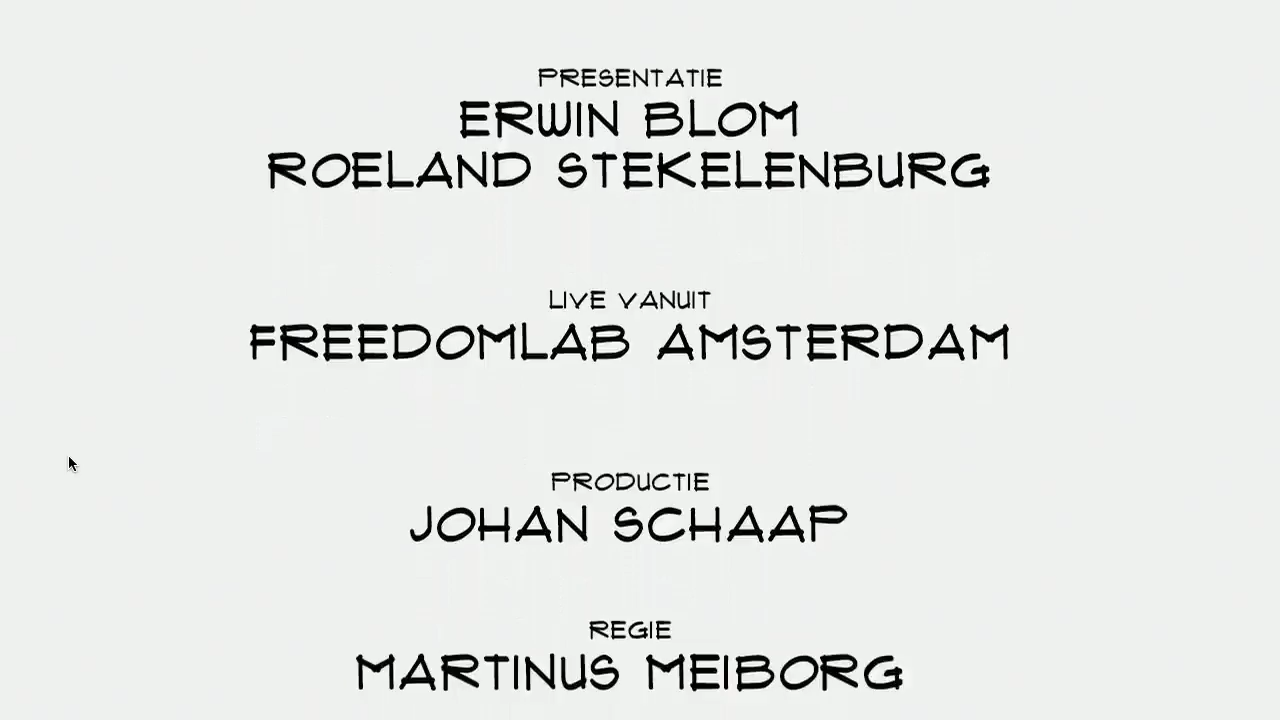 PRESENTATIE
ERWIN BLOM
ROELAND STEKELENBURG
LIVE VANUIT
FREEDOMLAB AMSTERDAM
PRODUCTIE
JOHAN SCHAAP
REGIE
MARTINUS MEIBORG